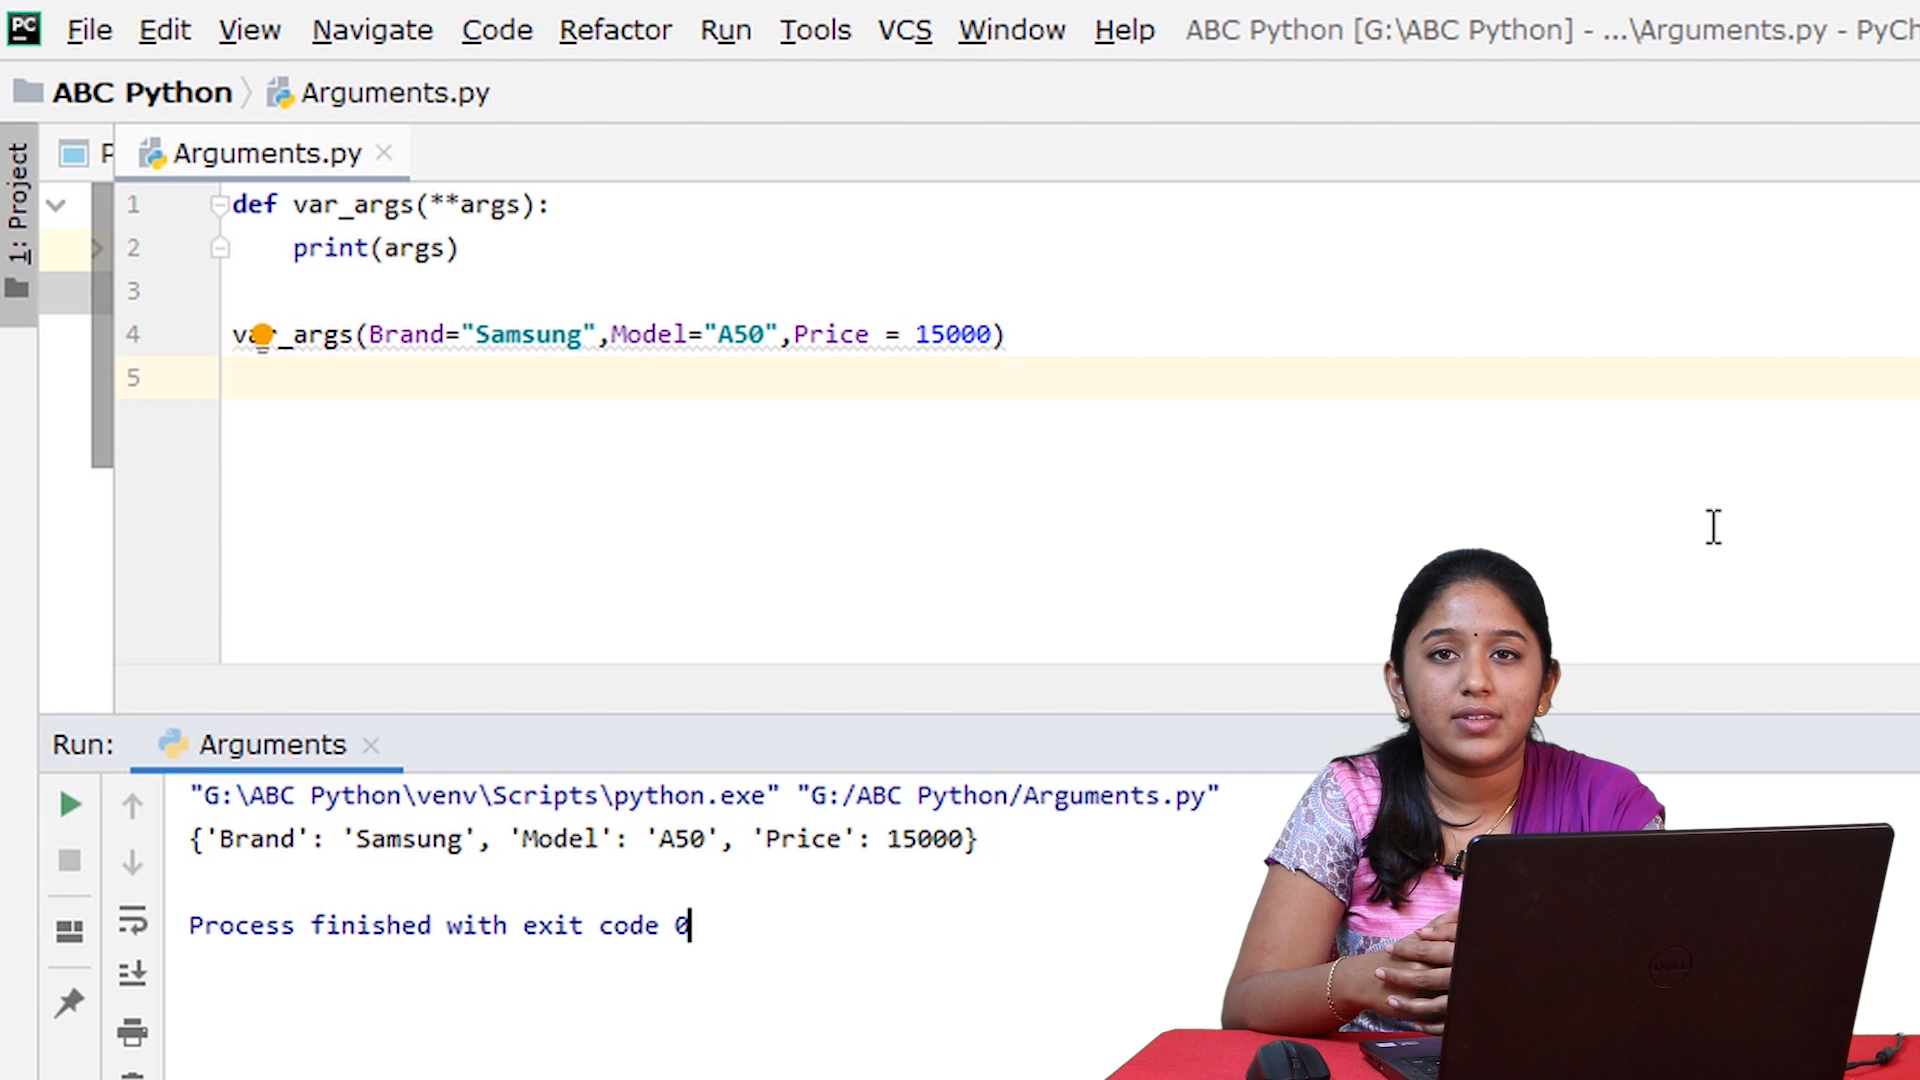 PC File Edit View Navigate Code Refactor Run Tools VCS Window Help ABC Python [G:\ABC Python] - ...\Arguments.py - PyCh
ABC Python Arguments.py
1: Project
P Arguments.py
1 def var_args(**args):
2 print(args)
3
4 var_args(Brand="Samsung",Model="A50",Price = 15000)
5
Run: Arguments
"G:\ABC Python\venv\Scripts\python.exe" "G:/ABC Python/Arguments.py"
{'Brand': 'Samsung', 'Model': 'A50', 'Price': 15000}
Process finished with exit code 0
DELL